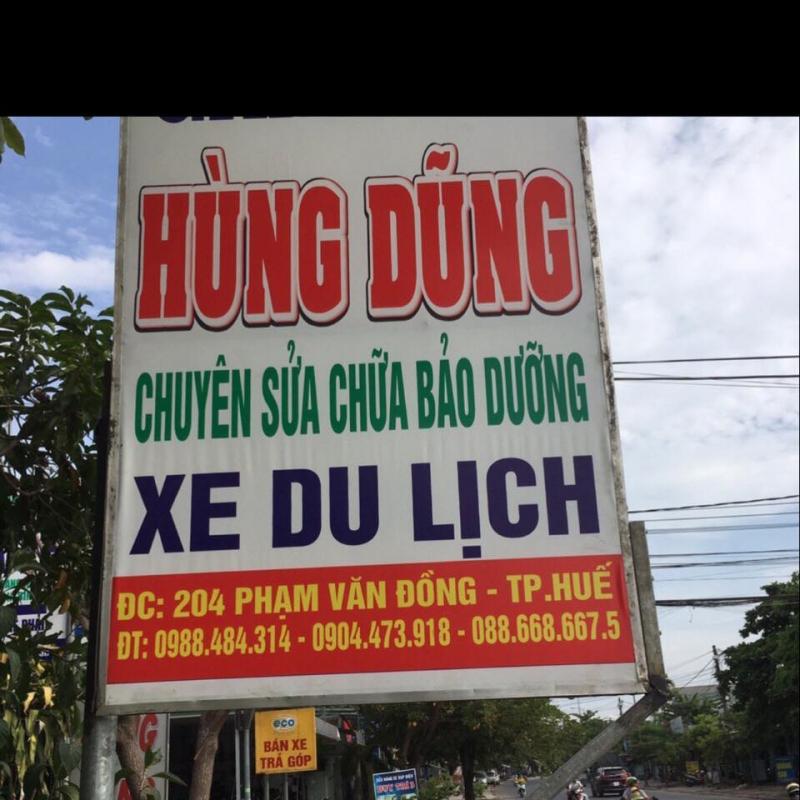 HÙNG DŨNG
CHUYÊN SỬA CHỮA BẢO DƯỠNG
XE DU LỊCH
ĐC: 204 PHẠM VĂN ĐỒNG - TP.HUẾ
ĐT: 0988.484.314 - 0904.473.918 - 088.668.667.5
eco
BÁN XE
TRẢ GÓP